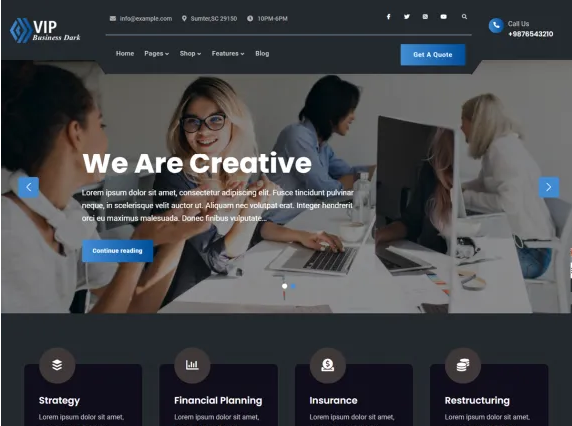 VIP
Business Dark
info@example.com
Sumter,SC 29150
10PM-6PM
Call Us
+9876543210
Home
Pages
Shop
Features
Blog
Get A Quote
We Are Creative
Lorem ipsum dolor sit amet, consectetur adipiscing elit. Fusce tincidunt pulvinar
neque, in scelerisque velit auctor ut. Aliquam nec volutpat erat. Integer hendrerit
orci eu maximus malesuada. Donec finibus vulputate...
Continue reading
Strategy
Lorem ipsum dolor sit amet,
Financial Planning
Lorem ipsum dolor sit amet,
Insurance
Lorem ipsum dolor sit amet,
Restructuring
Lorem ipsum dolor sit amet,